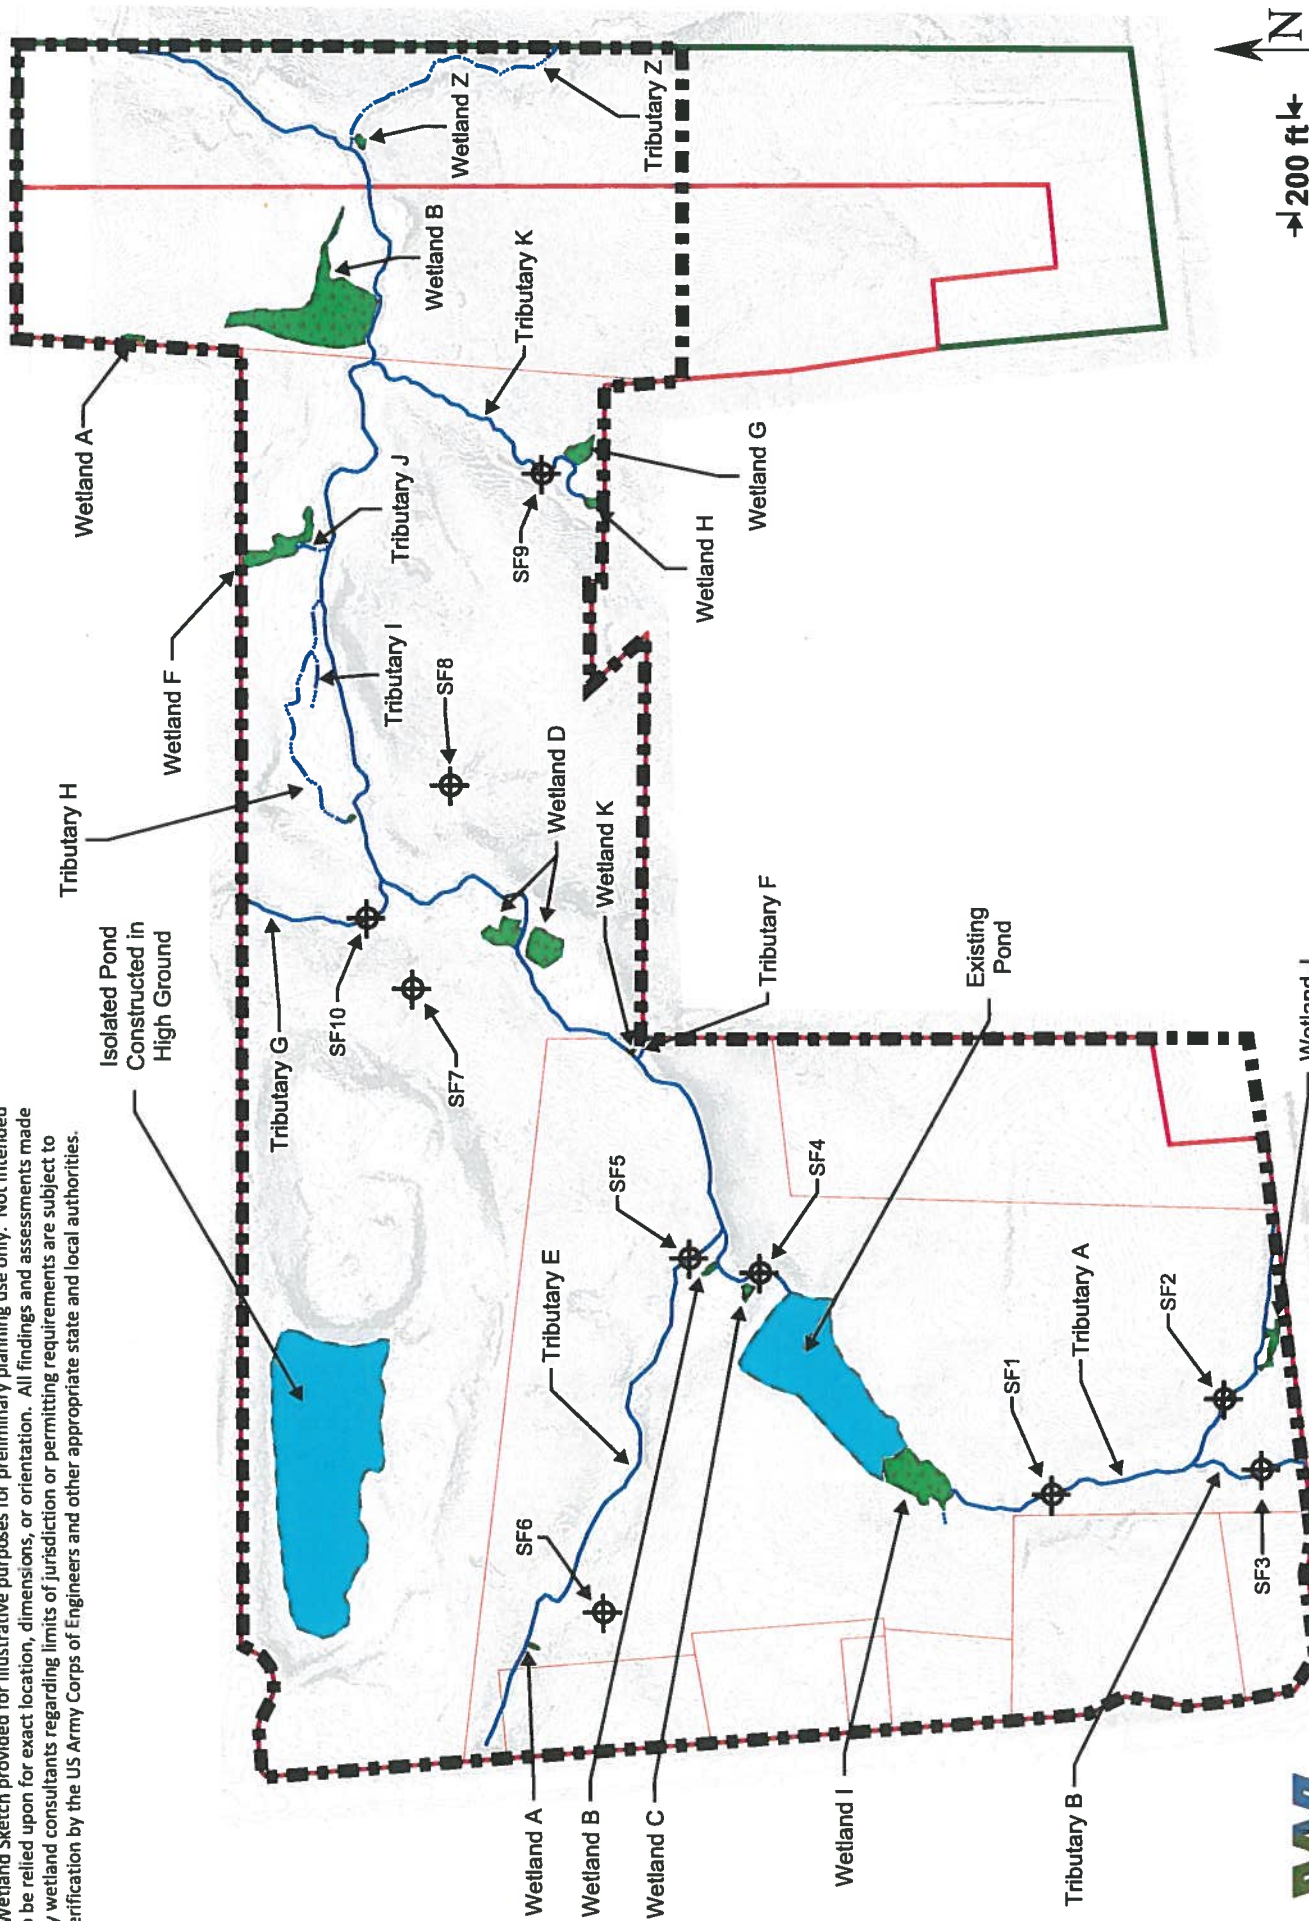 Wetland Sketch provided for illustrative purposes for preliminary planning use only. Not intended
be relied upon for exact location, dimensions, or orientation. All findings and assessments made
wetland consultants regarding limits of jurisdiction or permitting requirements are subject to
erification by the US Army Corps of Engineers and other appropriate state and local authorities.
Tributary H
Wetland A
Isolated Pond
Constructed in
High Ground
Wetland F
Tributary G
SF10
Tributary J
Tributary I
Wetland B
SF7
SF8
Wetland Z
SF9
Tributary K
Wetland D
Wetland A
SF6
Tributary E
SF5
Wetland K
Wetland B
Wetland C
Tributary Z
Wetland H
Wetland G
Tributary F
SF4
Wetland I
Existing
Pond
SF1
Tributary A
Tributary B
SF2
SF3
Wetland
200 ft
N